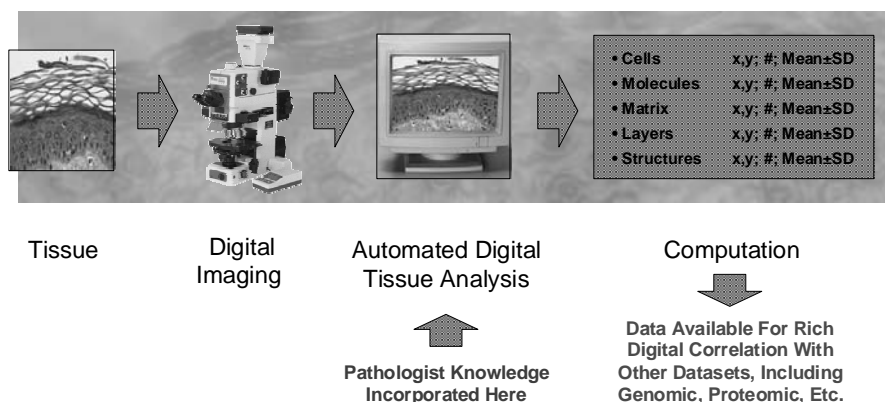 • Cells x,y; #; Mean±SD
• Molecules x,y; #; Mean±SD
• Matrix x,y; #; Mean±SD
• Layers x,y; #; Mean±SD
• Structures x,y; #; Mean±SD
Tissue
Digital
Imaging
Automated Digital
Tissue Analysis
Computation
Pathologist Knowledge
Incorporated Here
Data Available For Rich
Digital Correlation With
Other Datasets, Including
Genomic, Proteomic, Etc.